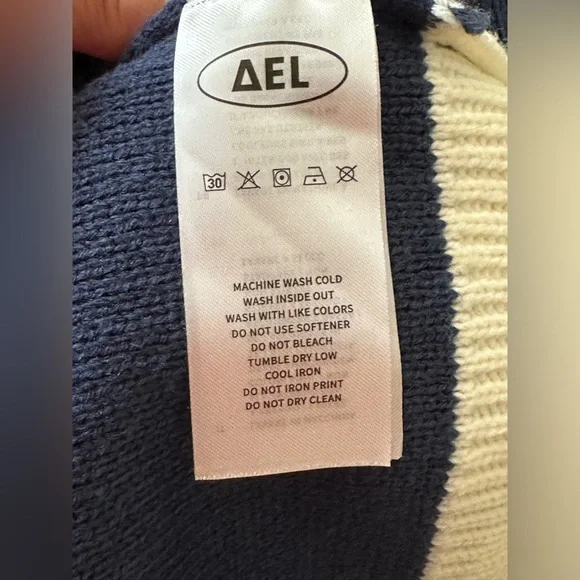 ΔEL
30
MACHINE WASH COLD
WASH INSIDE OUT
WASH WITH LIKE COLORS
DO NOT USE SOFTENER
DO NOT BLEACH
TUMBLE DRY LOW
COOL IRON
DO NOT IRON PRINT
DO NOT DRY CLEAN